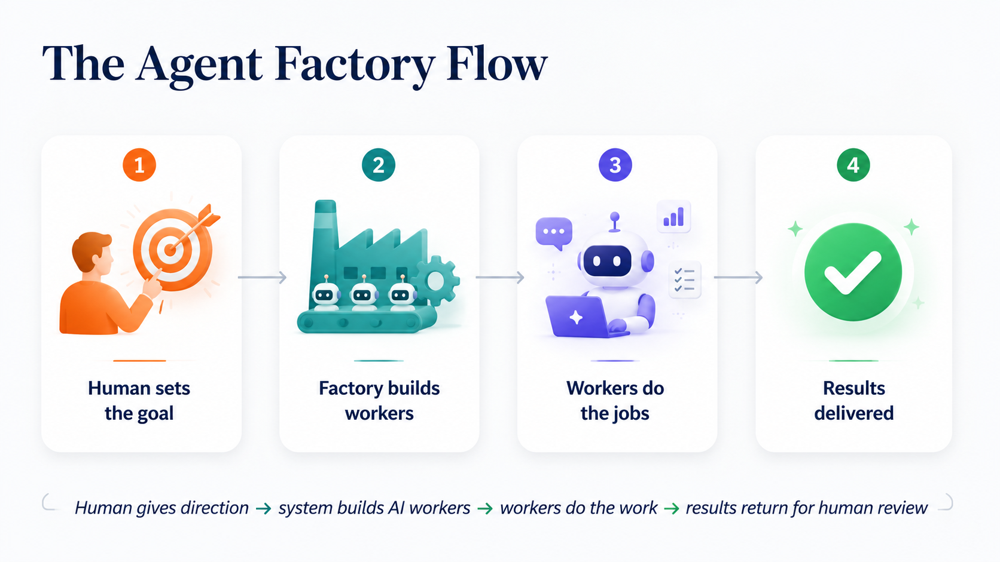 The Agent Factory Flow
1
2
3
4
Human sets
the goal
Factory builds
workers
Workers do
the jobs
Results
delivered
Human gives direction → system builds AI workers → workers do the work → results return for human review